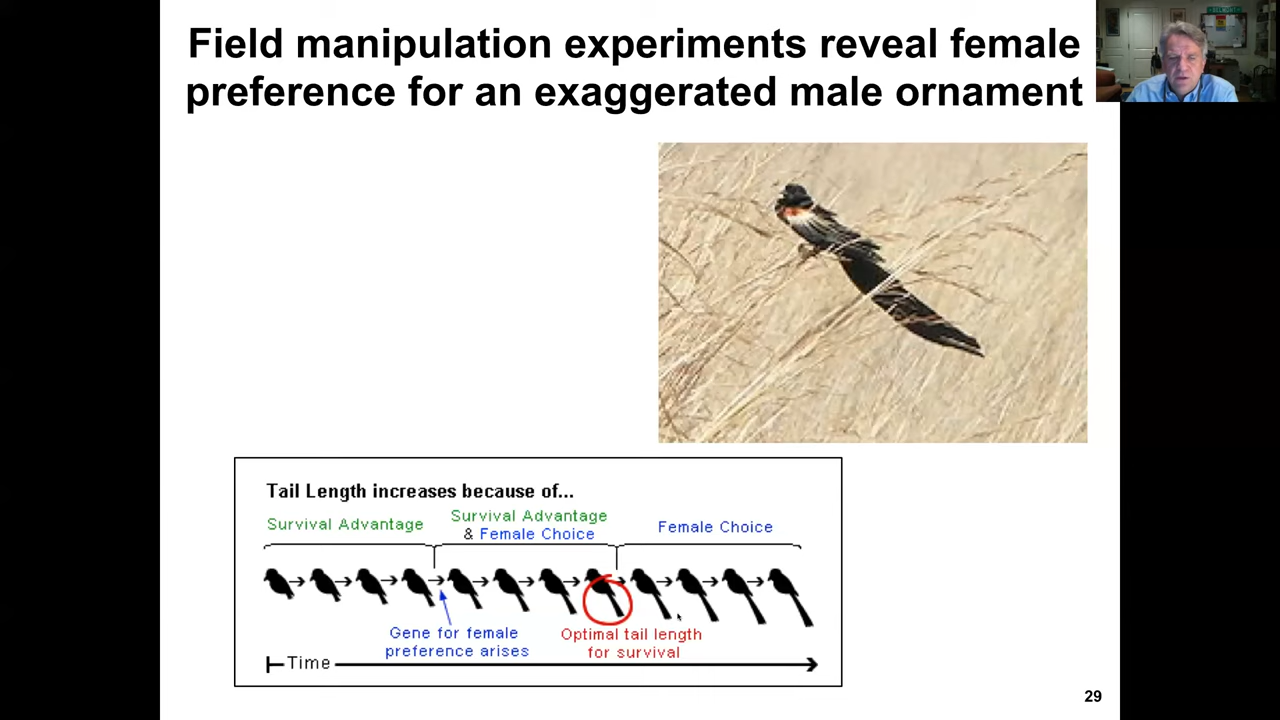 Field manipulation experiments reveal female
preference for an exaggerated male ornament
Tail Length increases because of...
Survival Advantage
Survival Advantage
& Female Choice
Female Choice
Gene for female
preference arises
Optimal tail length
for survival
Time
29